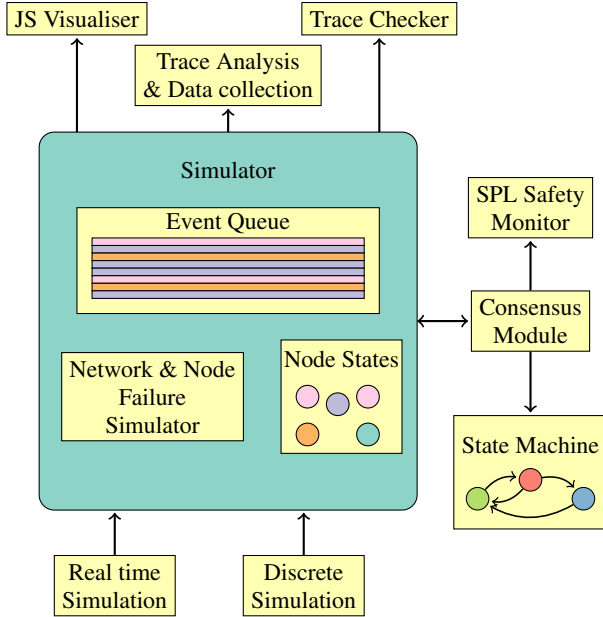 JS Visualiser
Trace Checker
Trace Analysis
& Data collection
Simulator
Event Queue
SPL Safety
Monitor
Consensus
Module
Network & Node
Failure
Simulator
Node States
State Machine
Real time
Simulation
Discrete
Simulation